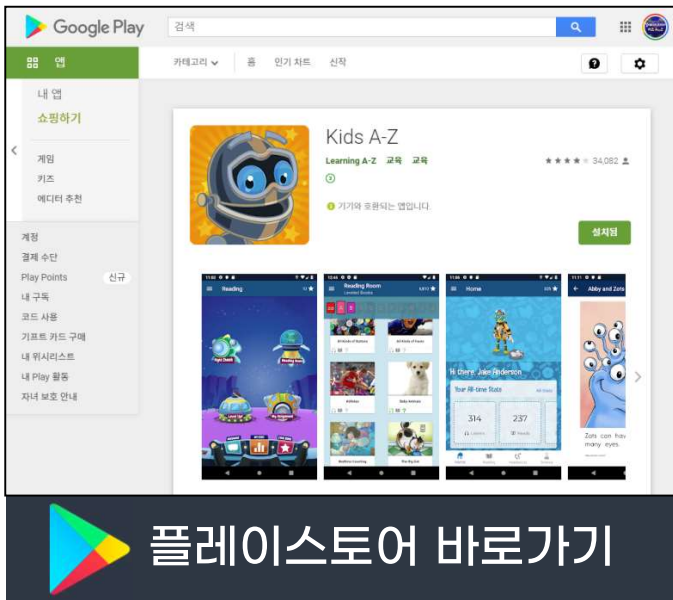 Google Play
검색
앱
카테고리
홈
인기 차트
신작
내 앱
쇼핑하기
게임
키즈
에디터 추천
계정
결제 수단
Play Points 신규
내 구독
코드 사용
기프트 카드 구매
내 위시리스트
내 Play 활동
자녀 보호 안내
Kids A-Z
Learning A-Z 교육 교육
34,082
3
기기와 호환되는 앱입니다.
설치됨
Reading
Reading Room
Leveled Books
Home
Hi there, Jake Anderson
Your All-time Stats
314
237
Abby and Zots
Zots can hav
many eyes.
플레이스토어 바로가기